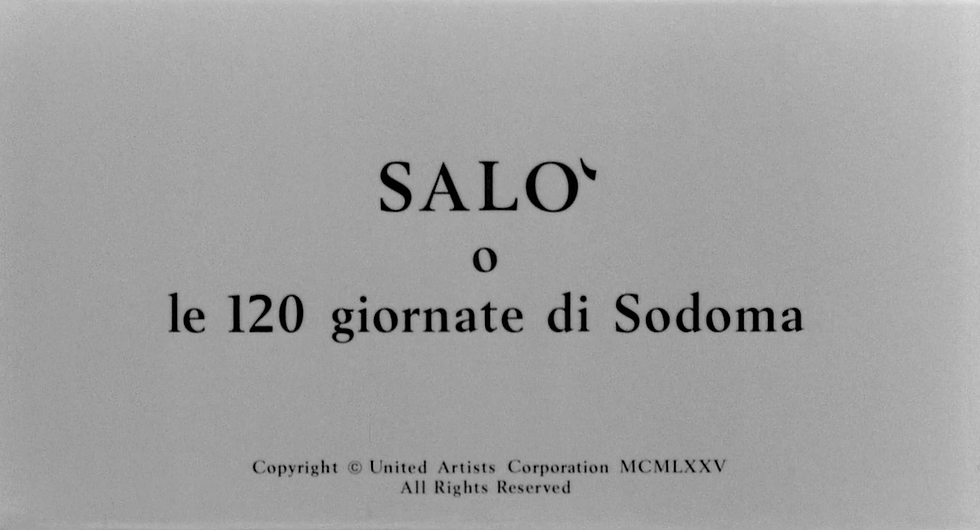 SALO'
o
le 120 giornate di Sodoma
Copyright © United Artists Corporation MCMLXXV
All Rights Reserved